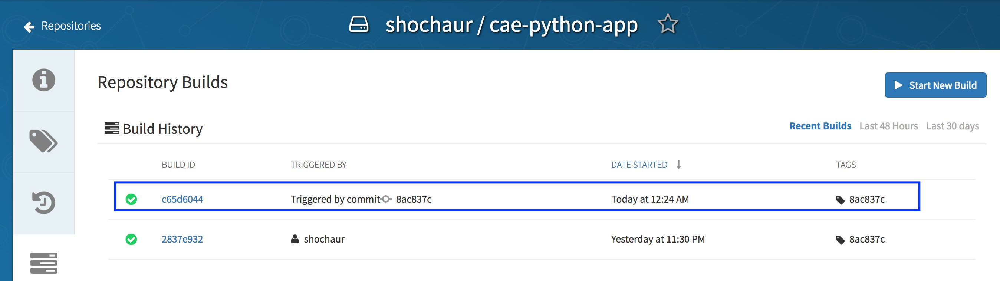 Repositories
shochaur / cae-python-app
Repository Builds
Start New Build
Build History
Recent Builds Last 48 Hours Last 30 days
BUILD ID TRIGGERED BY DATE STARTED TAGS
c65d6044 Triggered by commit 8ac837c Today at 12:24 AM 8ac837c
2837e932 shochaur Yesterday at 11:30 PM 8ac837c